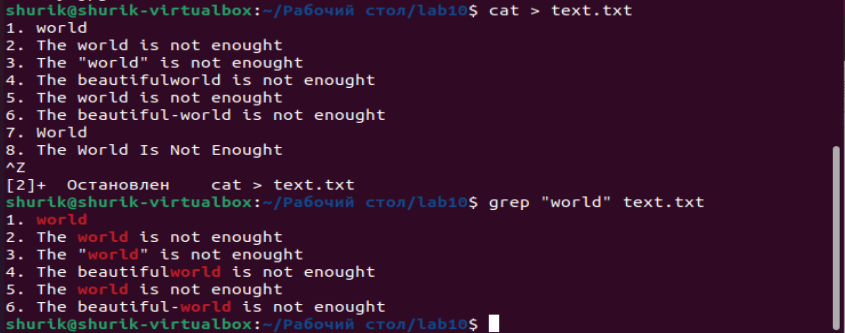 shurik@shurik-virtualbox:~/Рабочий стол/lab10$ cat > text.txt
1. world
2. The world is not enought
3. The "world" is not enought
4. The beautifulworld is not enought
5. The world is not enought
6. The beautiful-world is not enought
7. World
8. The World Is Not Enought
^Z
[2]+  Остановлен    cat > text.txt
shurik@shurik-virtualbox:~/Рабочий стол/lab10$ grep "world" text.txt
1. world
2. The world is not enought
3. The "world" is not enought
4. The beautifulworld is not enought
5. The world is not enought
6. The beautiful-world is not enought
shurik@shurik-virtualbox:~/Рабочий стол/lab10$